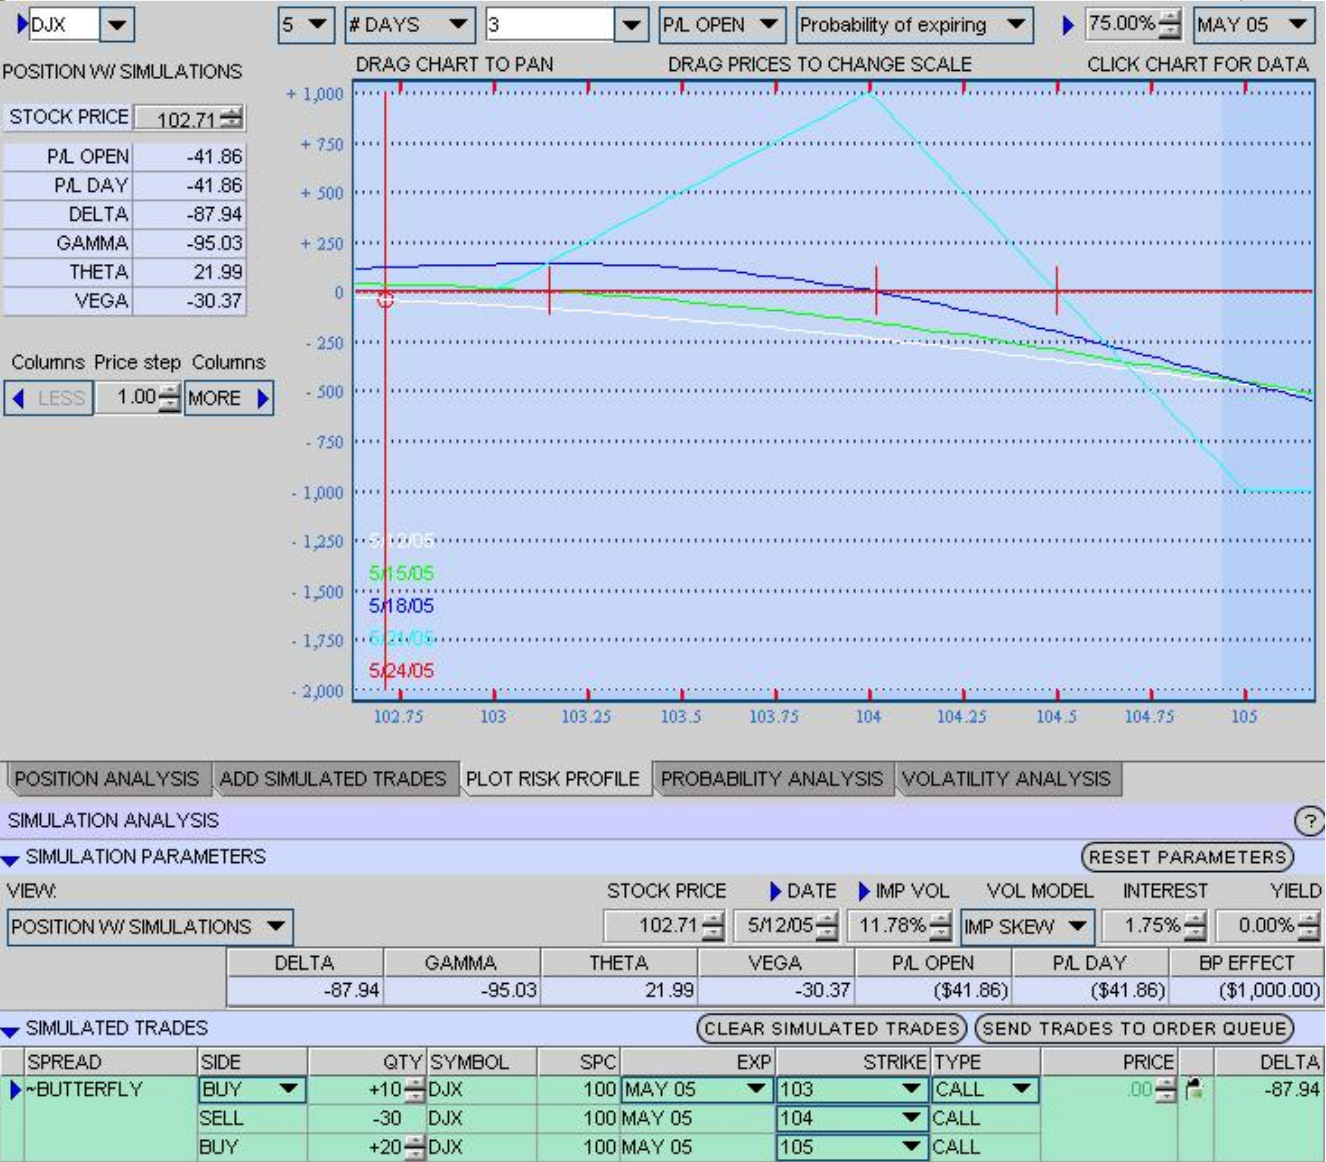 DJX 5 # DAYS 3 P/L OPEN Probability of expiring 75.00% MAY 05
POSITION W/ SIMULATIONS DRAG CHART TO PAN DRAG PRICES TO CHANGE SCALE CLICK CHART FOR DATA
STOCK PRICE 102.71
P/L OPEN -41.86
P/L DAY -41.86
DELTA -87.94
GAMMA -95.03
THETA 21.99
VEGA -30.37
Columns Price step Columns
LESS 1.00 MORE
+ 1,000
+ 750
+ 500
+ 250
0
- 250
- 500
- 750
- 1,000
- 1,250
- 1,500
- 1,750
- 2,000
5/12/05
5/15/05
5/18/05
5/21/05
5/24/05
102.75 103 103.25 103.5 103.75 104 104.25 104.5 104.75 105
POSITION ANALYSIS ADD SIMULATED TRADES PLOT RISK PROFILE PROBABILITY ANALYSIS VOLATILITY ANALYSIS
SIMULATION ANALYSIS ?
SIMULATION PARAMETERS RESET PARAMETERS
VIEW: STOCK PRICE DATE IMP VOL VOL MODEL INTEREST YIELD
POSITION W/ SIMULATIONS 102.71 5/12/05 11.78% IMP SKEW 1.75% 0.00%
DELTA GAMMA THETA VEGA P/L OPEN P/L DAY BP EFFECT
-87.94 -95.03 21.99 -30.37 ($41.86) ($41.86) ($1,000.00)
SIMULATED TRADES CLEAR SIMULATED TRADES SEND TRADES TO ORDER QUEUE
SPREAD SIDE QTY SYMBOL SPC EXP STRIKE TYPE PRICE DELTA
~BUTTERFLY BUY +10 DJX 100 MAY 05 103 CALL .00 -87.94
SELL -30 DJX 100 MAY 05 104 CALL
BUY +20 DJX 100 MAY 05 105 CALL